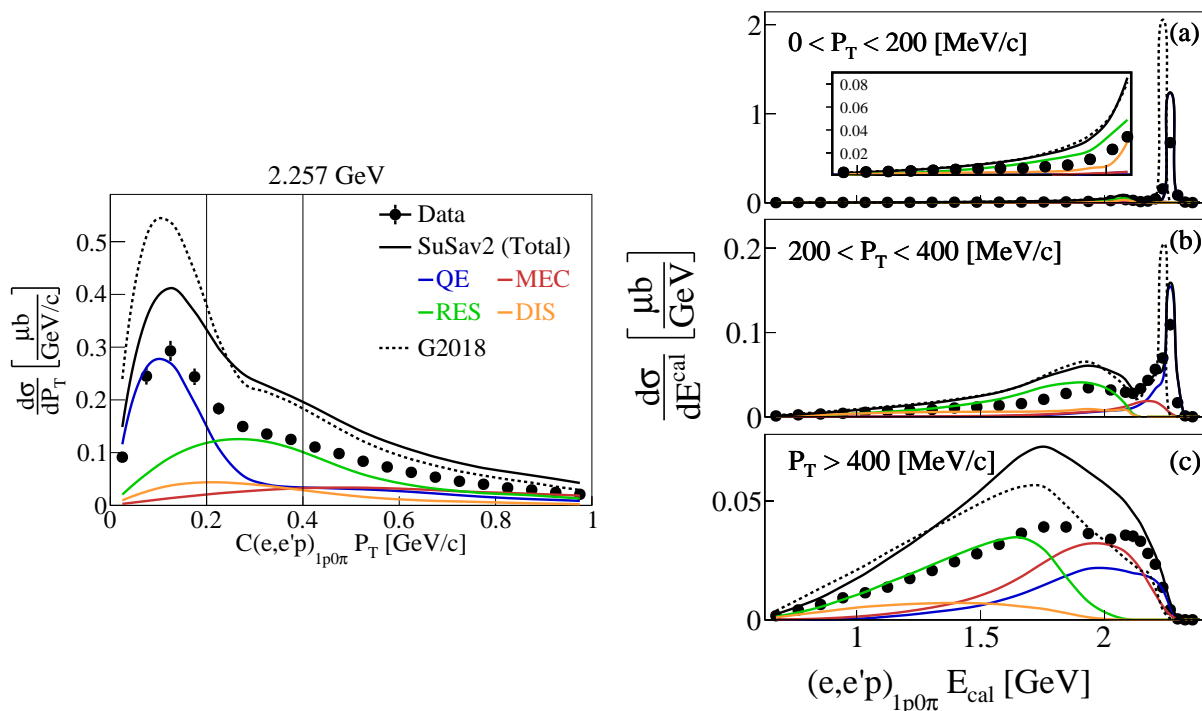 2.257 GeV
Data
SuSav2 (Total)
QE
MEC
RES
DIS
G2018
dσ/dP_T [μb/GeV/c]
0.5
0.4
0.3
0.2
0.1
0
0 0.2 0.4 0.6 0.8 1
C(e,e'p)_1p0π P_T [GeV/c]
0 < P_T < 200 [MeV/c]
(a)
2
1
0
0.08
0.06
0.04
0.02
200 < P_T < 400 [MeV/c]
(b)
0.2
0.1
0
dσ/dE^cal [μb/GeV]
P_T > 400 [MeV/c]
(c)
0.05
0
1 1.5 2
(e,e'p)_1p0π E_cal [GeV]